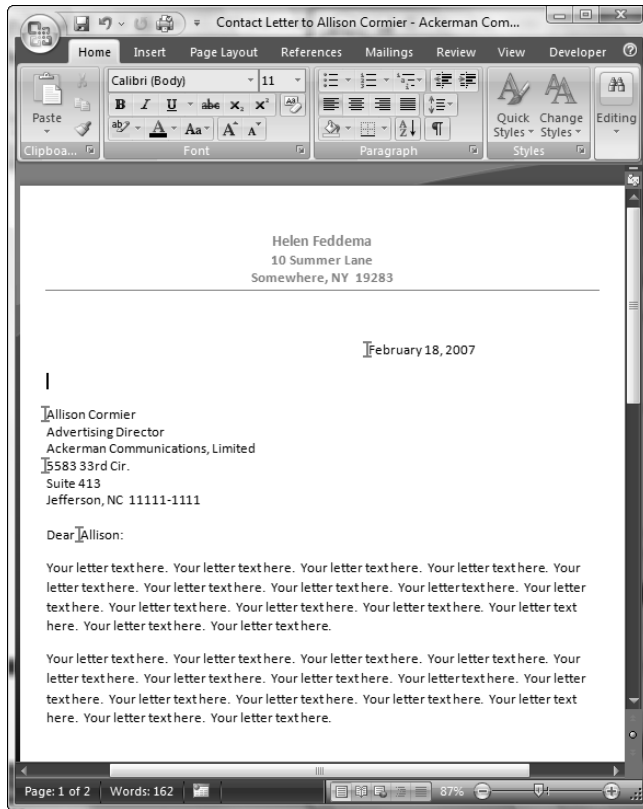 Contact Letter to Allison Cormier - Ackerman Com...
Home Insert Page Layout References Mailings Review View Developer
Calibri (Body) 11
Paste
B I U abe x₂ x²
Quick Styles Change Styles Editing
ab A Aa A A
Clipboa... Font Paragraph Styles
Helen Feddema
10 Summer Lane
Somewhere, NY 19283
February 18, 2007
Allison Cormier
Advertising Director
Ackerman Communications, Limited
5583 33rd Cir.
Suite 413
Jefferson, NC 11111-1111
Dear Allison:
Your letter text here. Your letter text here. Your letter text here. Your letter text here. Your
letter text here. Your letter text here. Your letter text here. Your letter text here. Your letter
text here. Your letter text here. Your letter text here. Your letter text here. Your letter text
here. Your letter text here. Your letter text here.
Your letter text here. Your letter text here. Your letter text here. Your letter text here. Your
letter text here. Your letter text here. Your letter text here. Your letter text here. Your letter
text here. Your letter text here. Your letter text here. Your letter text here. Your letter text
here. Your letter text here. Your letter text here.
Page: 1 of 2 Words: 162 87%